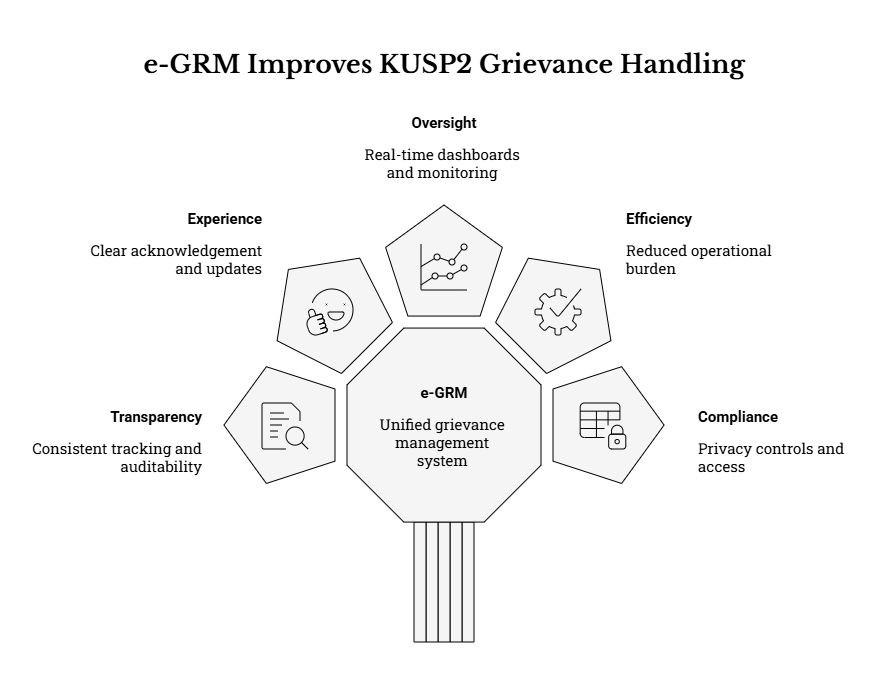 e-GRM Improves KUSP2 Grievance Handling
Oversight
Real-time dashboards
and monitoring
Experience
Clear acknowledgement
and updates
Efficiency
Reduced operational
burden
e-GRM
Unified grievance
management
system
Transparency
Consistent tracking and
auditability
Compliance
Privacy controls and
access